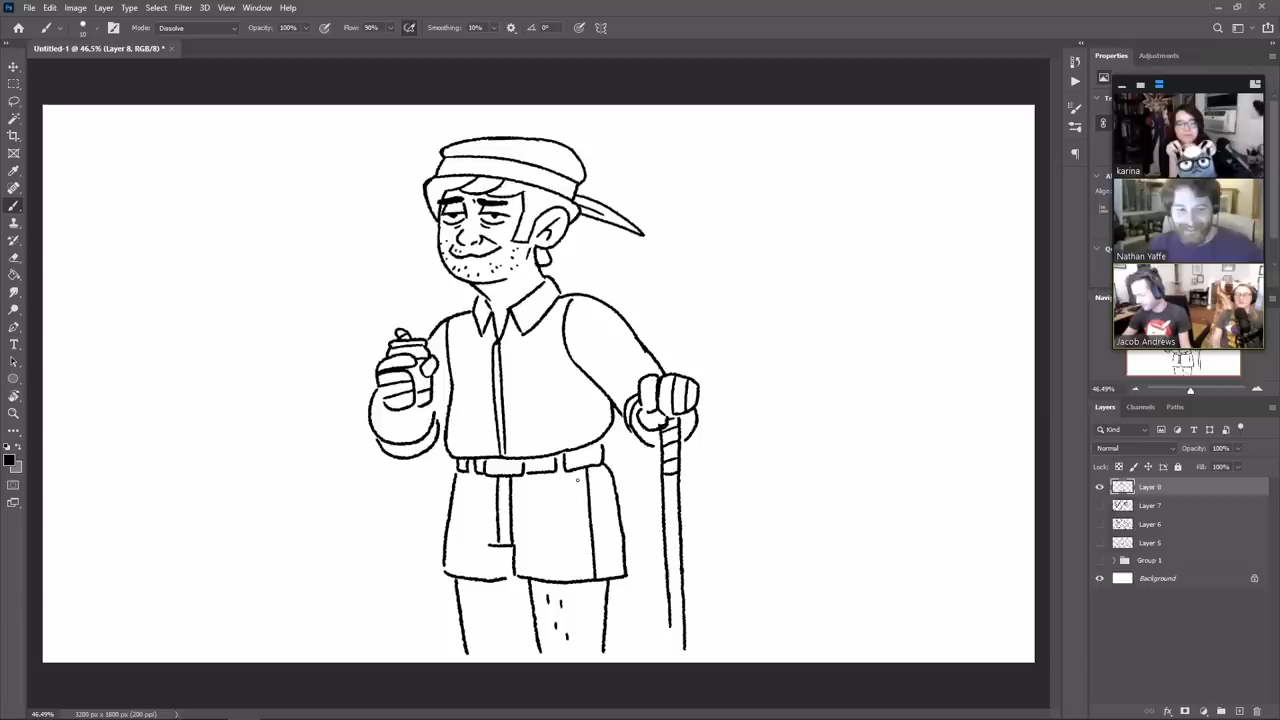 Ps File Edit Image Layer Type Select Filter 3D View Window Help
10 Mode: Dissolve Opacity: 100% Flow: 90% Smoothing: 10% 0°
Untitled-1 @ 46.5% (Layer 8, RGB/8) * ×
Properties Adjustments
karina
Nathan Yaffe
Jacob Andrews
46.49%
Layers Channels Paths
Kind
Normal Opacity: 100%
Lock: Fill: 100%
Layer 8
Layer 7
Layer 6
Layer 5
Group 1
Background
46.49% 3200 px x 1800 px (200 ppi)